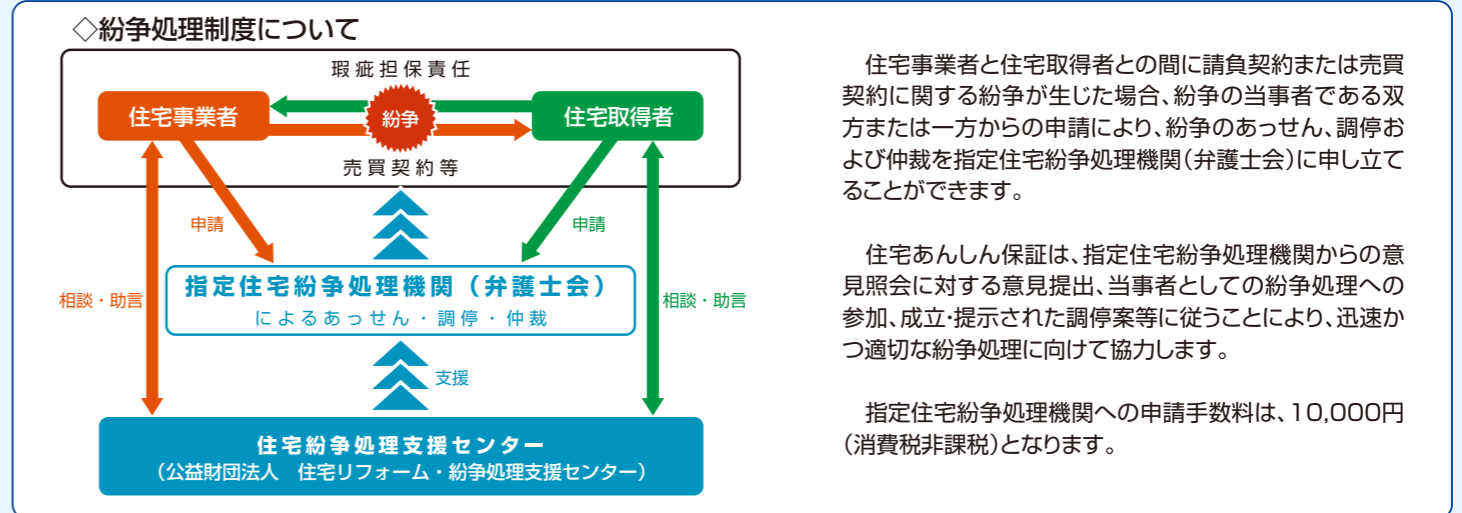 ◇紛争処理制度について
瑕疵担保責任
住宅事業者
紛争
住宅取得者
売買契約等
申請
申請
指定住宅紛争処理機関（弁護士会）
によるあっせん・調停・仲裁
相談・助言
相談・助言
支援
住宅紛争処理支援センター
（公益財団法人　住宅リフォーム・紛争処理支援センター）
住宅事業者と住宅取得者との間に請負契約または売買
契約に関する紛争が生じた場合、紛争の当事者である双
方または一方からの申請により、紛争のあっせん、調停お
よび仲裁を指定住宅紛争処理機関（弁護士会）に申し立て
ることができます。
住宅あんしん保証は、指定住宅紛争処理機関からの意
見照会に対する意見提出、当事者としての紛争処理への
参加、成立・提示された調停案等に従うことにより、迅速か
つ適切な紛争処理に向けて協力します。
指定住宅紛争処理機関への申請手数料は、10,000円
（消費税非課税）となります。